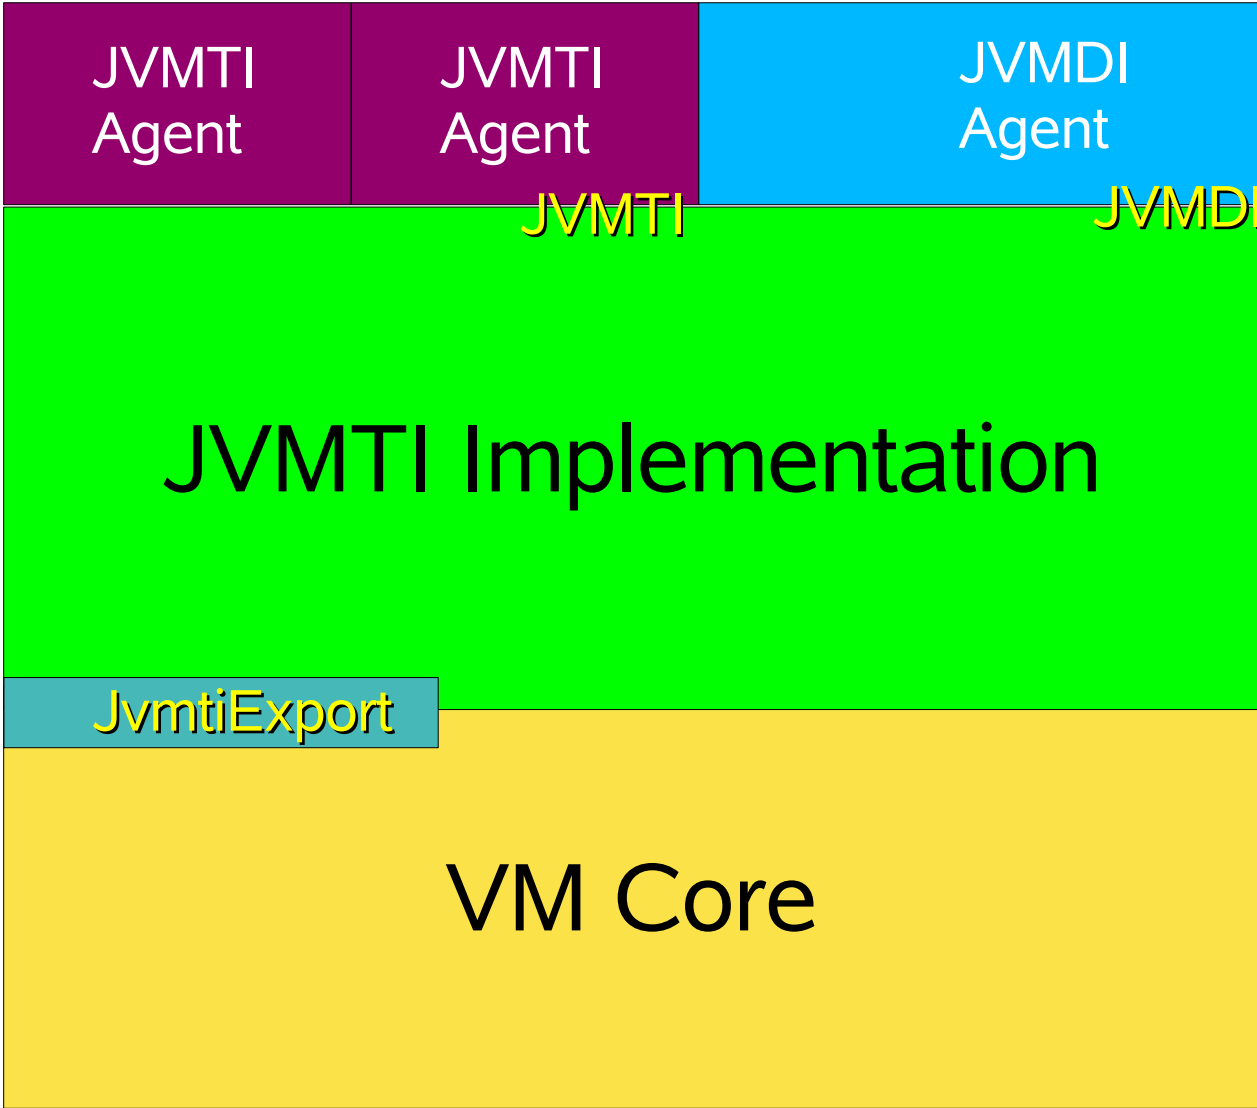 JVMTI
Agent
JVMTI
Agent
JVMDI
Agent
JVMTI
JVMDI
JVMTI Implementation
JvmtiExport
VM Core